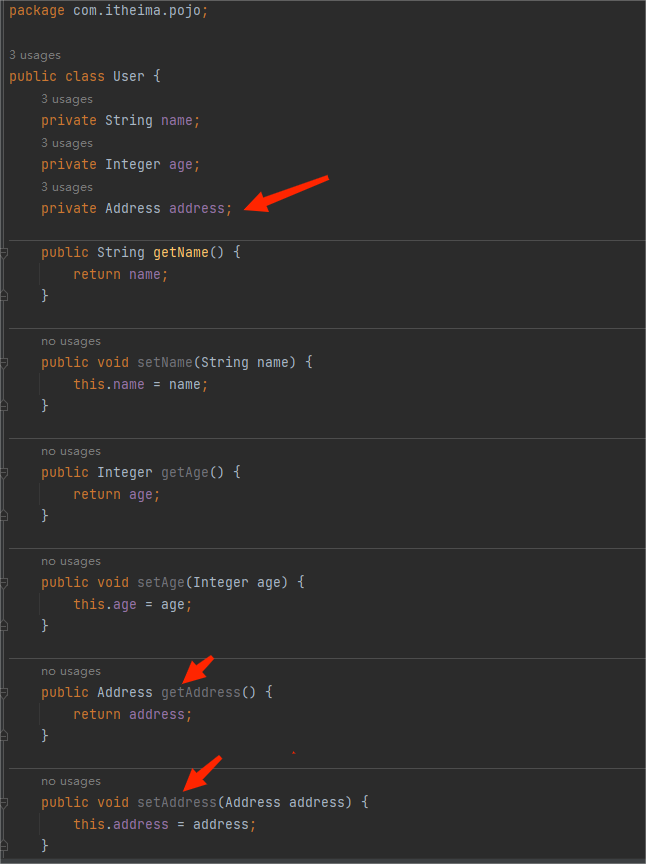 package com.itheima.pojo;
3 usages
public class User {
3 usages
private String name;
3 usages
private Integer age;
3 usages
private Address address;
public String getName() {
return name;
}
no usages
public void setName(String name) {
this.name = name;
}
no usages
public Integer getAge() {
return age;
}
no usages
public void setAge(Integer age) {
this.age = age;
}
no usages
public Address getAddress() {
return address;
}
no usages
public void setAddress(Address address) {
this.address = address;
}